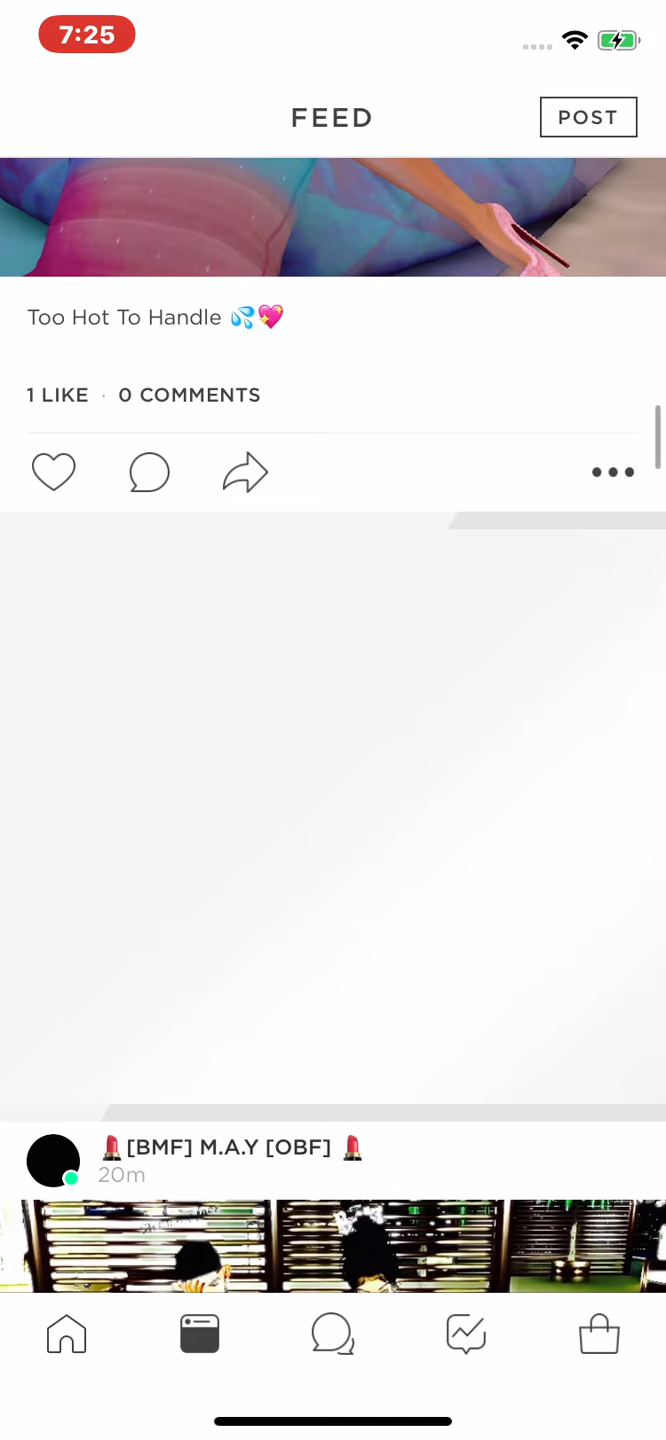 7:25
FEED
POST
Too Hot To Handle 💦💖
1 LIKE · 0 COMMENTS
💄[BMF] M.A.Y [OBF] 💄
20m